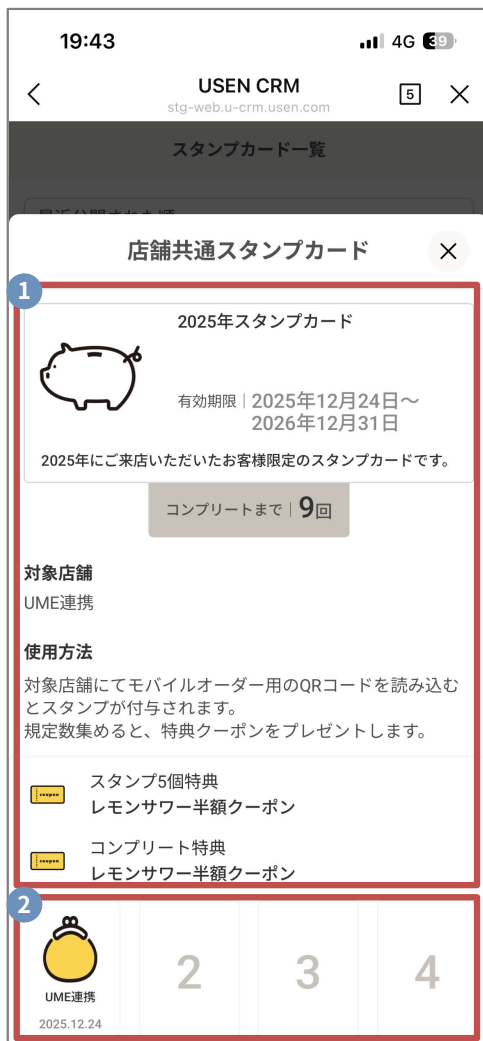 19:43
4G 39
USEN CRM
5
stg-web.u-crm.usen.com
スタンプカード一覧
店舗共通スタンプカード
1
2025年スタンプカード
有効期限 | 2025年12月24日〜
2026年12月31日
2025年にご来店いただいたお客様限定のスタンプカードです。
コンプリートまで | 9回
対象店舗
UME連携
使用方法
対象店舗にてモバイルオーダー用のQRコードを読み込む
とスタンプが付与されます。
規定数集めると、特典クーポンをプレゼントします。
スタンプ5個特典
coupon
レモンサワー半額クーポン
コンプリート特典
coupon
レモンサワー半額クーポン
2
UME連携
2025.12.24
2
3
4